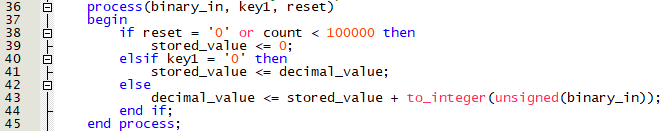 36 process(binary_in, key1, reset)
37 begin
38 if reset = '0' or count < 100000 then
39 stored_value <= 0;
40 elsif key1 = '0' then
41 stored_value <= decimal_value;
42 else
43 decimal_value <= stored_value + to_integer(unsigned(binary_in));
44 end if;
45 end process;